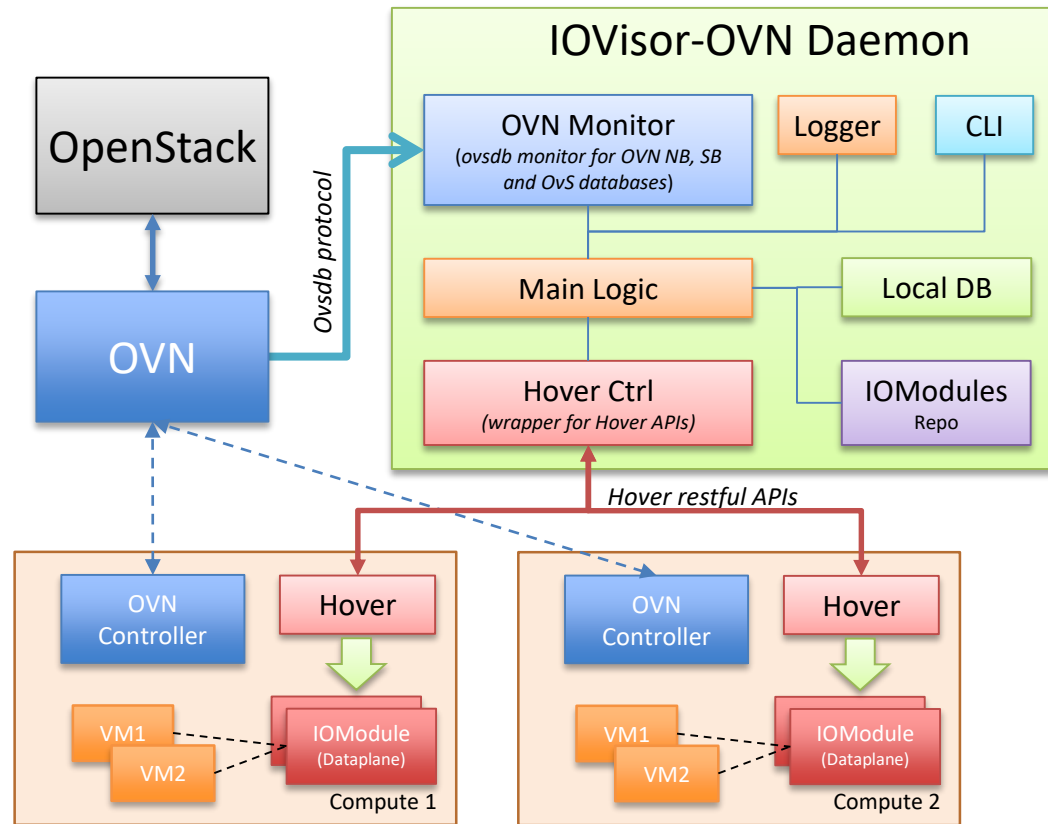 IOVisor-OVN Daemon
OpenStack
OVN Monitor
(ovsdb monitor for OVN NB, SB
and OvS databases)
Logger
CLI
Ovsdb protocol
Main Logic
Local DB
OVN
Hover Ctrl
(wrapper for Hover APIs)
IOModules
Repo
Hover restful APIs
OVN
Controller
Hover
VM1
VM2
IOModule
(Dataplane)
Compute 1
OVN
Controller
Hover
VM1
VM2
IOModule
(Dataplane)
Compute 2